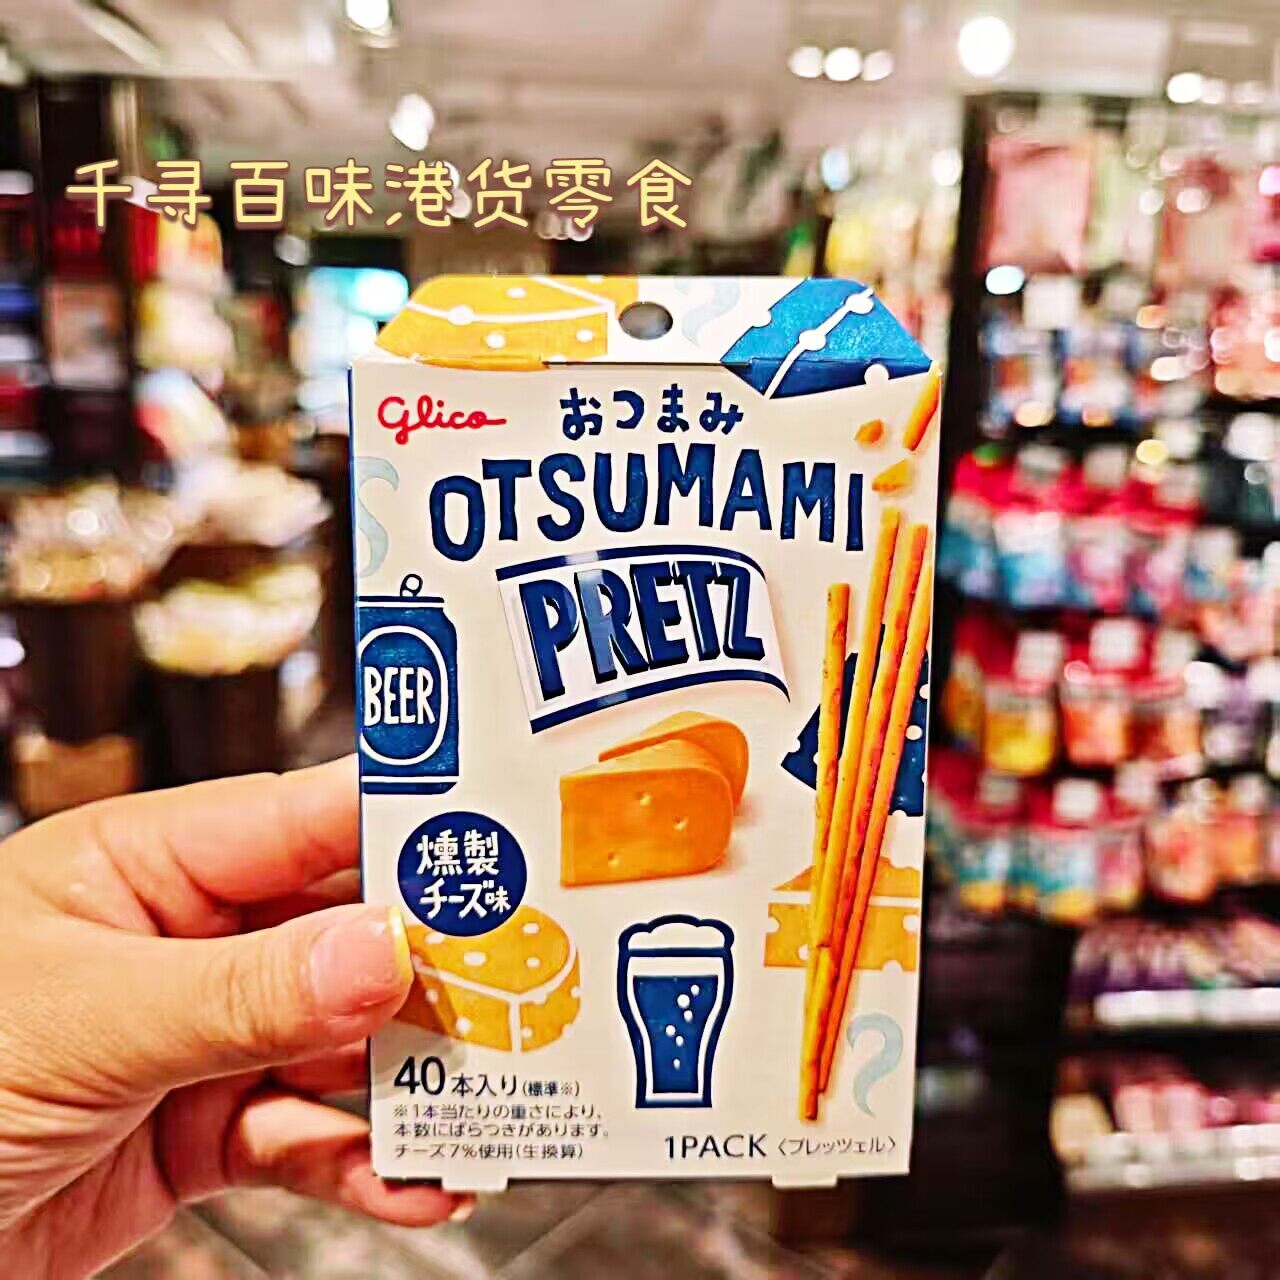 千寻百味港货零食
Glico
おつまみ
OTSUMAMI
PRETZ
BEER
燻製
チーズ味
40本入り(標準※)
※1本当たりの重さにより、
本数にばらつきがあります。
チーズ7%使用(生換算)
1PACK〈プレッツェル〉